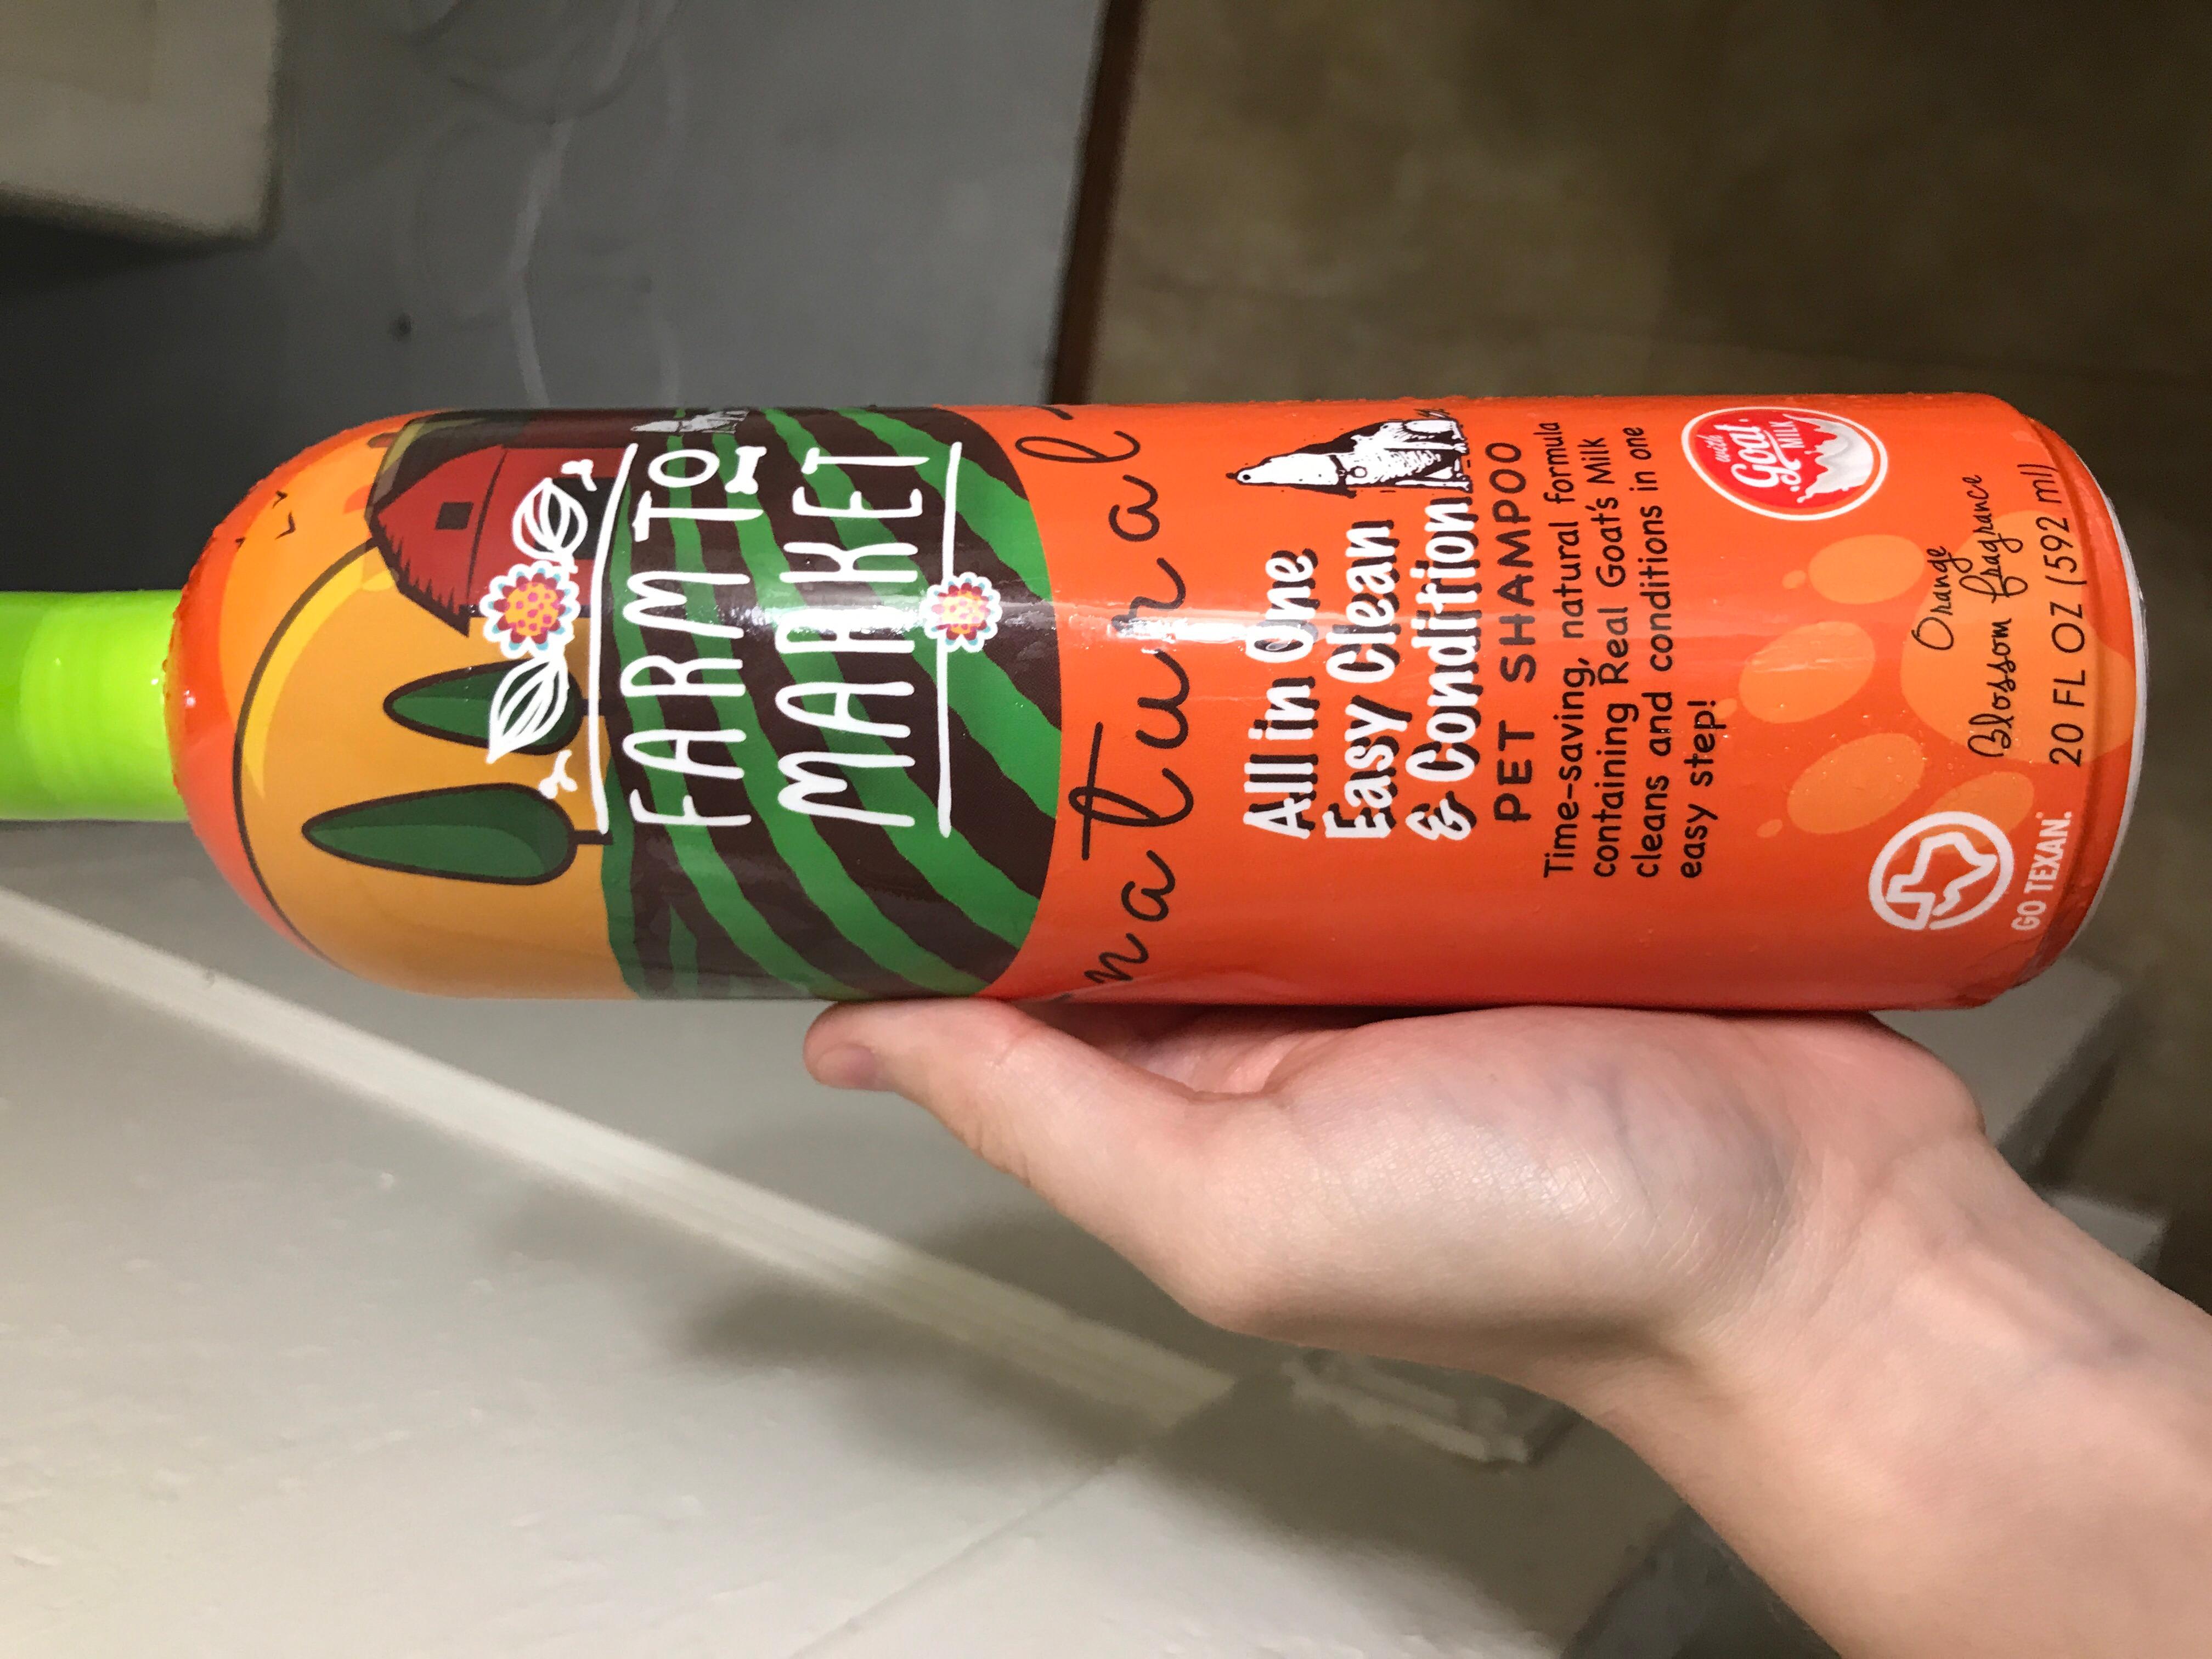 FARM TO
MARKET
natural
All in One
Easy Clean
& Condition
PET SHAMPOO
Time-saving, natural formula
containing Real Goat's Milk
cleans and conditions in one
easy step!
with
Goat
MILK
Orange
Blossom fragrance
20 FL OZ (592 ml)
GO TEXAN.